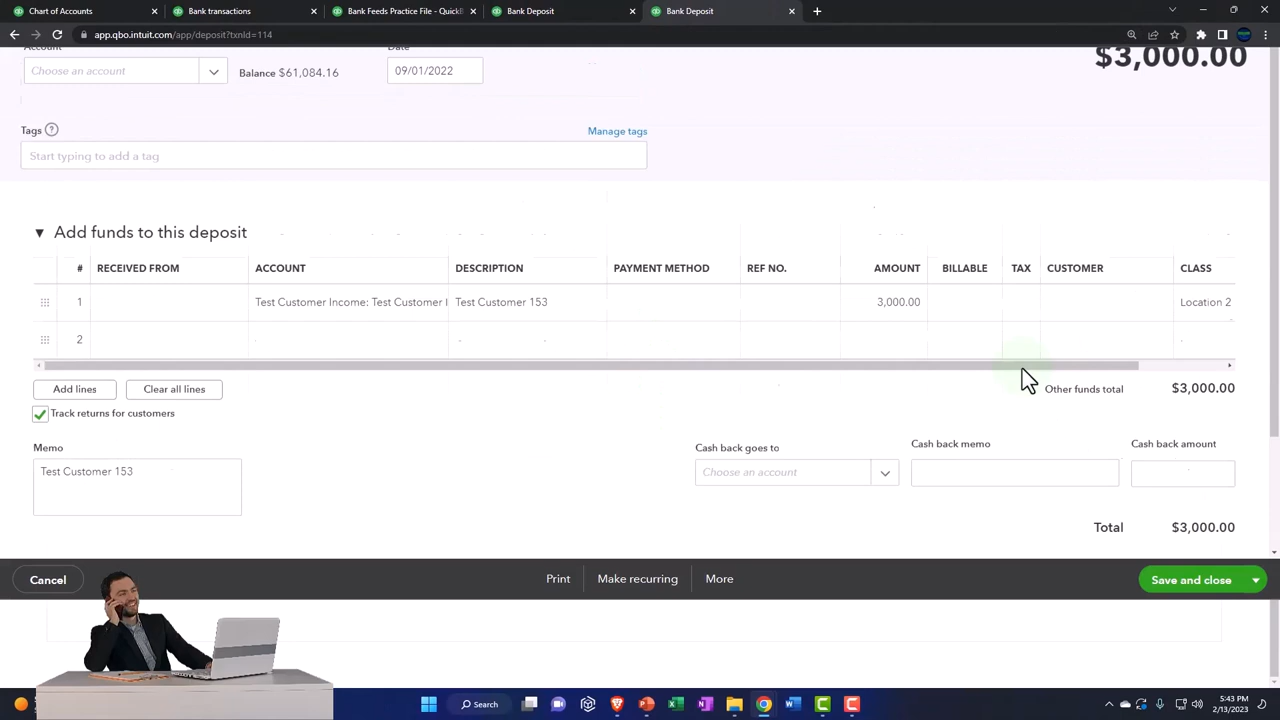 Chart of Accounts
Bank transactions
Bank Feeds Practice File - QuickB
Bank Deposit
Bank Deposit
app.qbo.intuit.com/app/deposit?txnId=114
Account
Date
$3,000.00
Choose an account
Balance $61,084.16
09/01/2022
Tags ?
Manage tags
Start typing to add a tag
Add funds to this deposit
# RECEIVED FROM ACCOUNT DESCRIPTION PAYMENT METHOD REF NO. AMOUNT BILLABLE TAX CUSTOMER CLASS
1 Test Customer Income: Test Customer I Test Customer 153 3,000.00 Location 2
2
Add lines
Clear all lines
Other funds total $3,000.00
Track returns for customers
Memo
Cash back goes to
Cash back memo
Cash back amount
Test Customer 153
Choose an account
Total $3,000.00
Cancel
Print
Make recurring
More
Save and close
Search
5:43 PM
2/13/2023